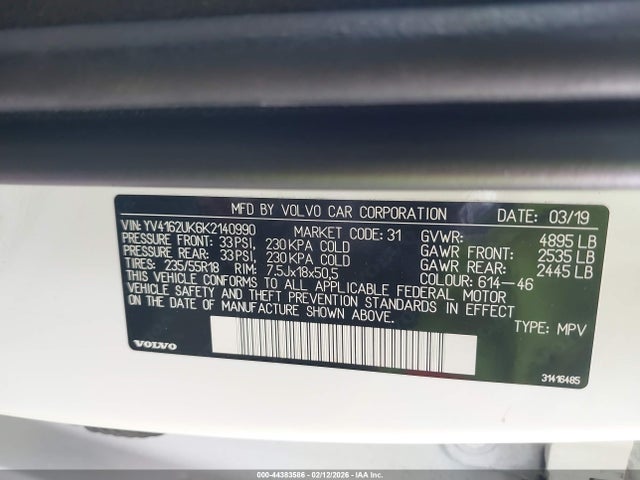 MFD BY VOLVO CAR CORPORATION DATE: 03/19
VIN: YV4162UK6K2140990 MARKET CODE: 31 GVWR: 4895 LB
PRESSURE FRONT: 33 PSI, 230 KPA COLD GAWR FRONT: 2535 LB
PRESSURE REAR: 33 PSI, 230 KPA COLD GAWR REAR: 2445 LB
TIRES: 235/55R18 RIM: 7.5Jx18x50,5 COLOUR: 614-46
THIS VEHICLE CONFORMS TO ALL APPLICABLE FEDERAL MOTOR
VEHICLE SAFETY AND THEFT PREVENTION STANDARDS IN EFFECT
ON THE DATE OF MANUFACTURE SHOWN ABOVE.
TYPE: MPV
VOLVO
31416465
000-44383586 - 02/12/2026 - IAAI Inc.